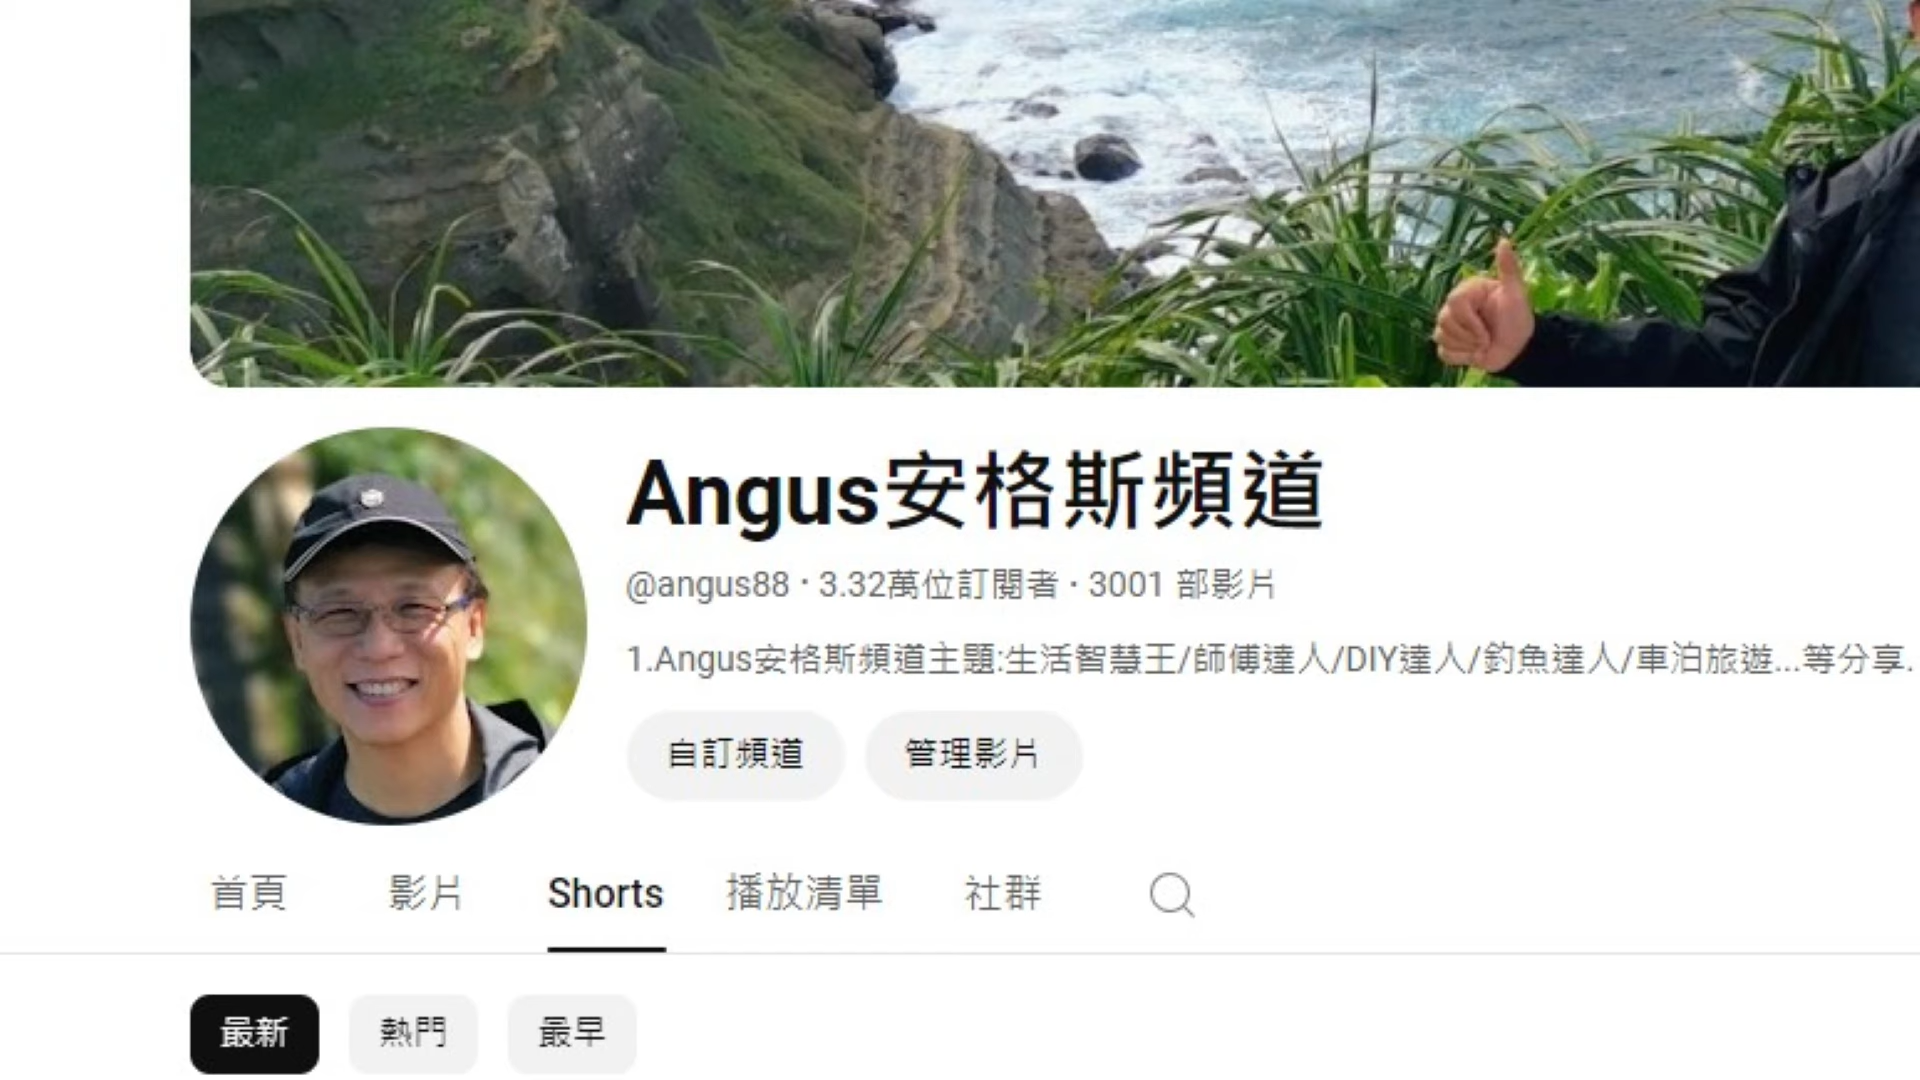 Angus安格斯頻道
@angus88 · 3.32萬位訂閱者 · 3001 部影片
1.Angus安格斯頻道主題:生活智慧王/師傅達人/DIY達人/釣魚達人/車泊旅遊...等分享.
自訂頻道 管理影片
首頁 影片 Shorts 播放清單 社群
最新 熱門 最早